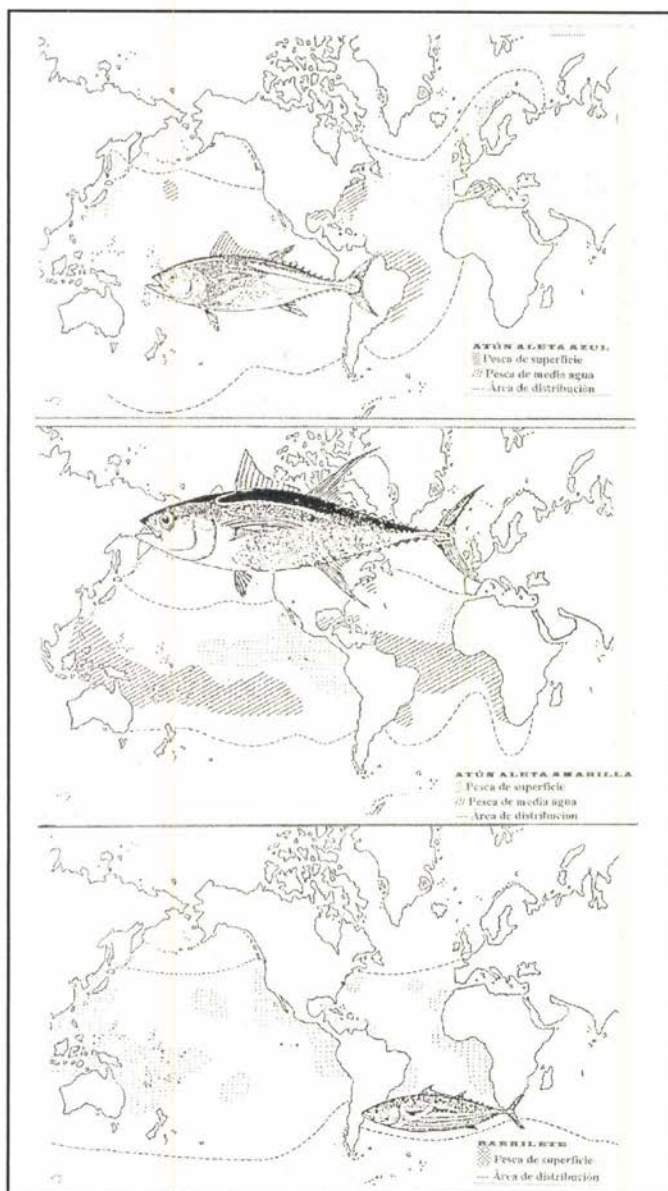 ATÚN ALETA AZUL
Pesca de superficie
Pesca de media agua
Área de distribución
ATÚN ALETA AMARILLA
Pesca de superficie
Pesca de media agua
Área de distribucion
BARRILETE
Pesca de superficie
Área de distribución